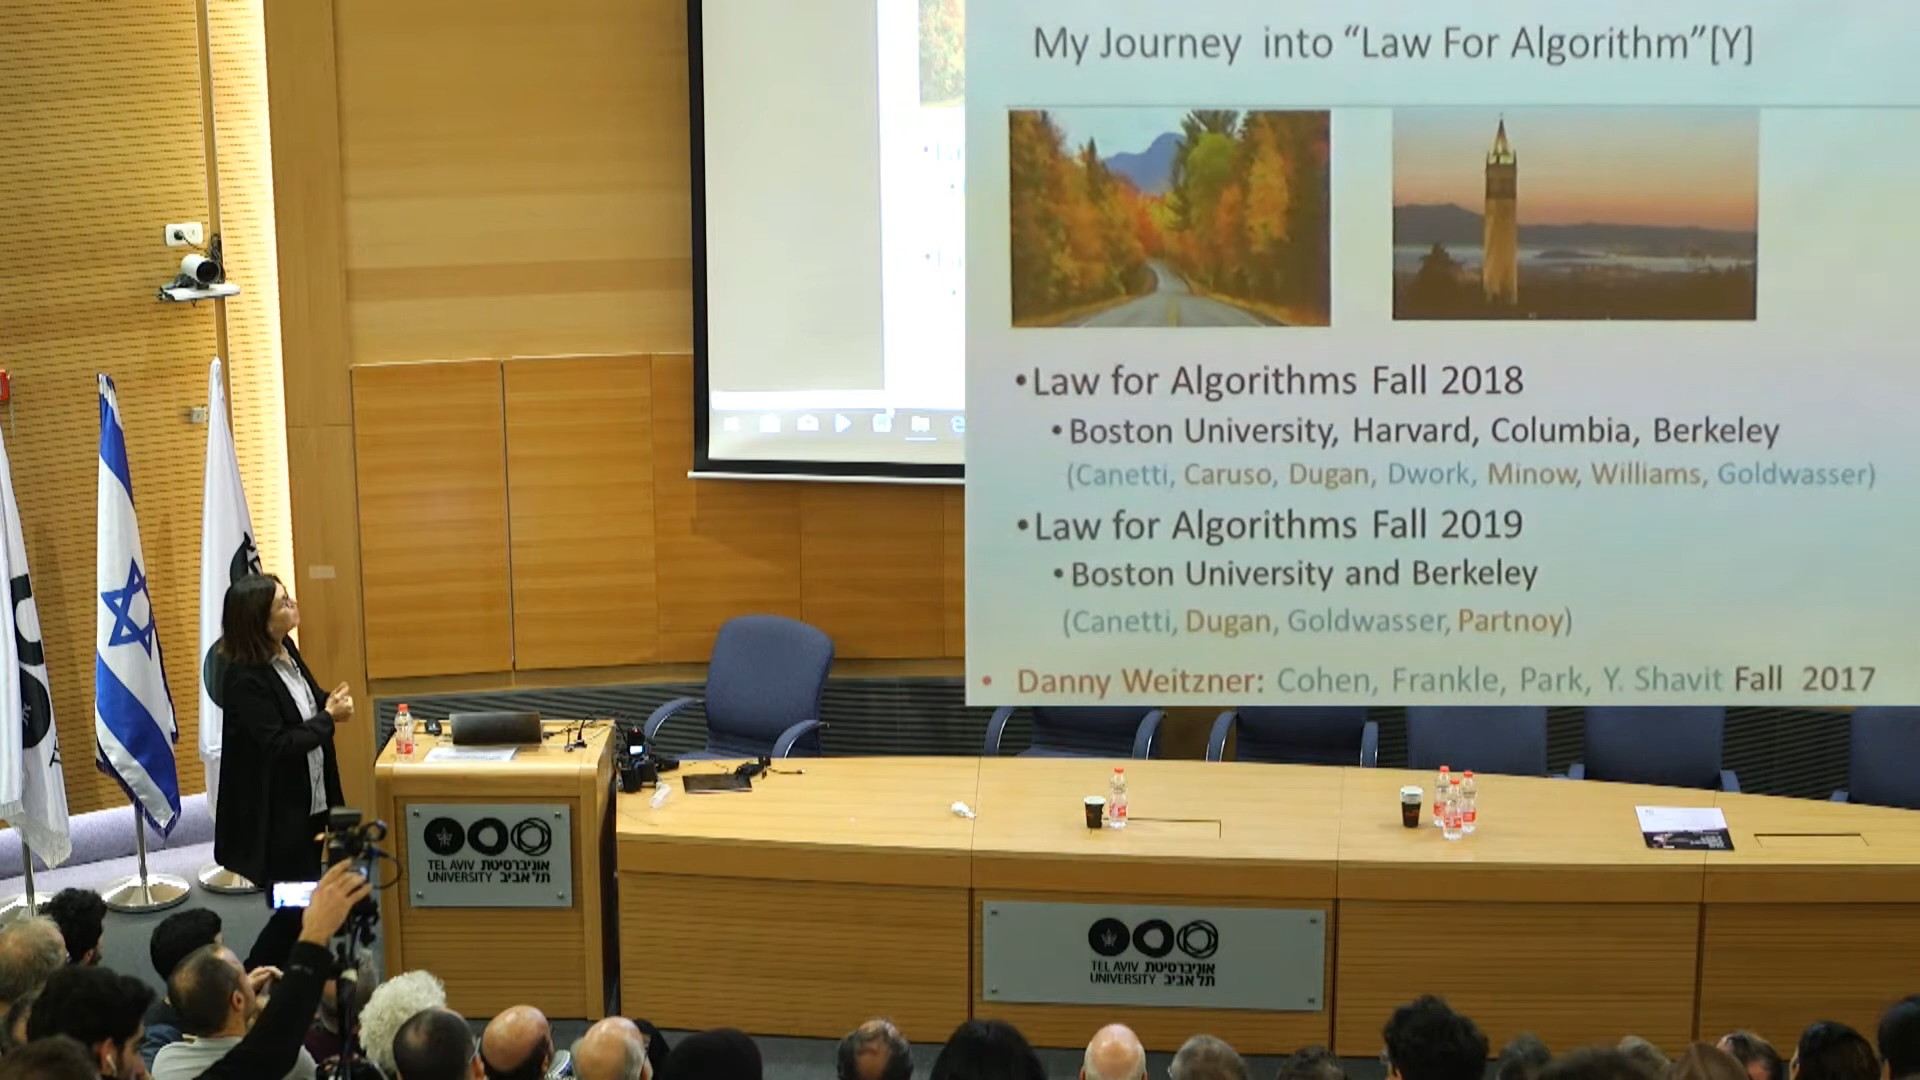 My Journey into “Law For Algorithm”[Y]
•Law for Algorithms Fall 2018
•Boston University, Harvard, Columbia, Berkeley
(Canetti, Caruso, Dugan, Dwork, Minow, Williams, Goldwasser)
•Law for Algorithms Fall 2019
•Boston University and Berkeley
(Canetti, Dugan, Goldwasser, Partnoy)
• Danny Weitzner: Cohen, Frankle, Park, Y. Shavit Fall 2017
TEL AVIV אוניברסיטת
UNIVERSITY תל אביב
TEL AVIV אוניברסיטת
UNIVERSITY תל אביב